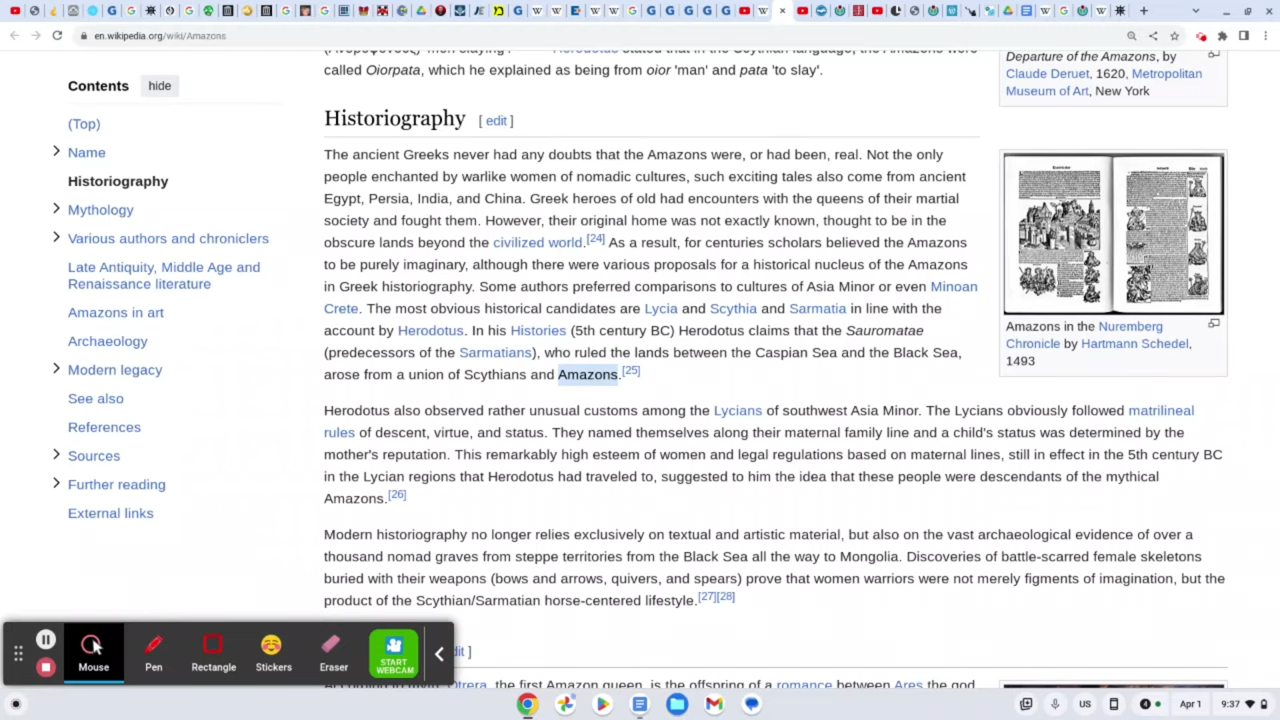 en.wikipedia.org/wiki/Amazons
called Oiorpata, which he explained as being from oior 'man' and pata 'to slay'.
Departure of the Amazons, by
Claude Deruet, 1620, Metropolitan
Museum of Art, New York
Contents hide
(Top)
Name
Historiography
Mythology
Various authors and chroniclers
Late Antiquity, Middle Age and
Renaissance literature
Amazons in art
Archaeology
Modern legacy
See also
References
Sources
Further reading
External links
Historiography [ edit ]
The ancient Greeks never had any doubts that the Amazons were, or had been, real. Not the only
people enchanted by warlike women of nomadic cultures, such exciting tales also come from ancient
Egypt, Persia, India, and China. Greek heroes of old had encounters with the queens of their martial
society and fought them. However, their original home was not exactly known, thought to be in the
obscure lands beyond the civilized world.[24] As a result, for centuries scholars believed the Amazons
to be purely imaginary, although there were various proposals for a historical nucleus of the Amazons
in Greek historiography. Some authors preferred comparisons to cultures of Asia Minor or even Minoan
Crete. The most obvious historical candidates are Lycia and Scythia and Sarmatia in line with the
account by Herodotus. In his Histories (5th century BC) Herodotus claims that the Sauromatae
(predecessors of the Sarmatians), who ruled the lands between the Caspian Sea and the Black Sea,
arose from a union of Scythians and Amazons.[25]
Amazons in the Nuremberg
Chronicle by Hartmann Schedel,
1493
Herodotus also observed rather unusual customs among the Lycians of southwest Asia Minor. The Lycians obviously followed matrilineal
rules of descent, virtue, and status. They named themselves along their maternal family line and a child's status was determined by the
mother's reputation. This remarkably high esteem of women and legal regulations based on maternal lines, still in effect in the 5th century BC
in the Lycian regions that Herodotus had traveled to, suggested to him the idea that these people were descendants of the mythical
Amazons.[26]
Modern historiography no longer relies exclusively on textual and artistic material, but also on the vast archaeological evidence of over a
thousand nomad graves from steppe territories from the Black Sea all the way to Mongolia. Discoveries of battle-scarred female skeletons
buried with their weapons (bows and arrows, quivers, and spears) prove that women warriors were not merely figments of imagination, but the
product of the Scythian/Sarmatian horse-centered lifestyle.[27][28]
dit ]
According to myth, Otrera, the first Amazon queen, is the offspring of a romance between Ares the god
Mouse
Pen
Rectangle
Stickers
Eraser
START
WEBCAM
US
4
Apr 1
9:37